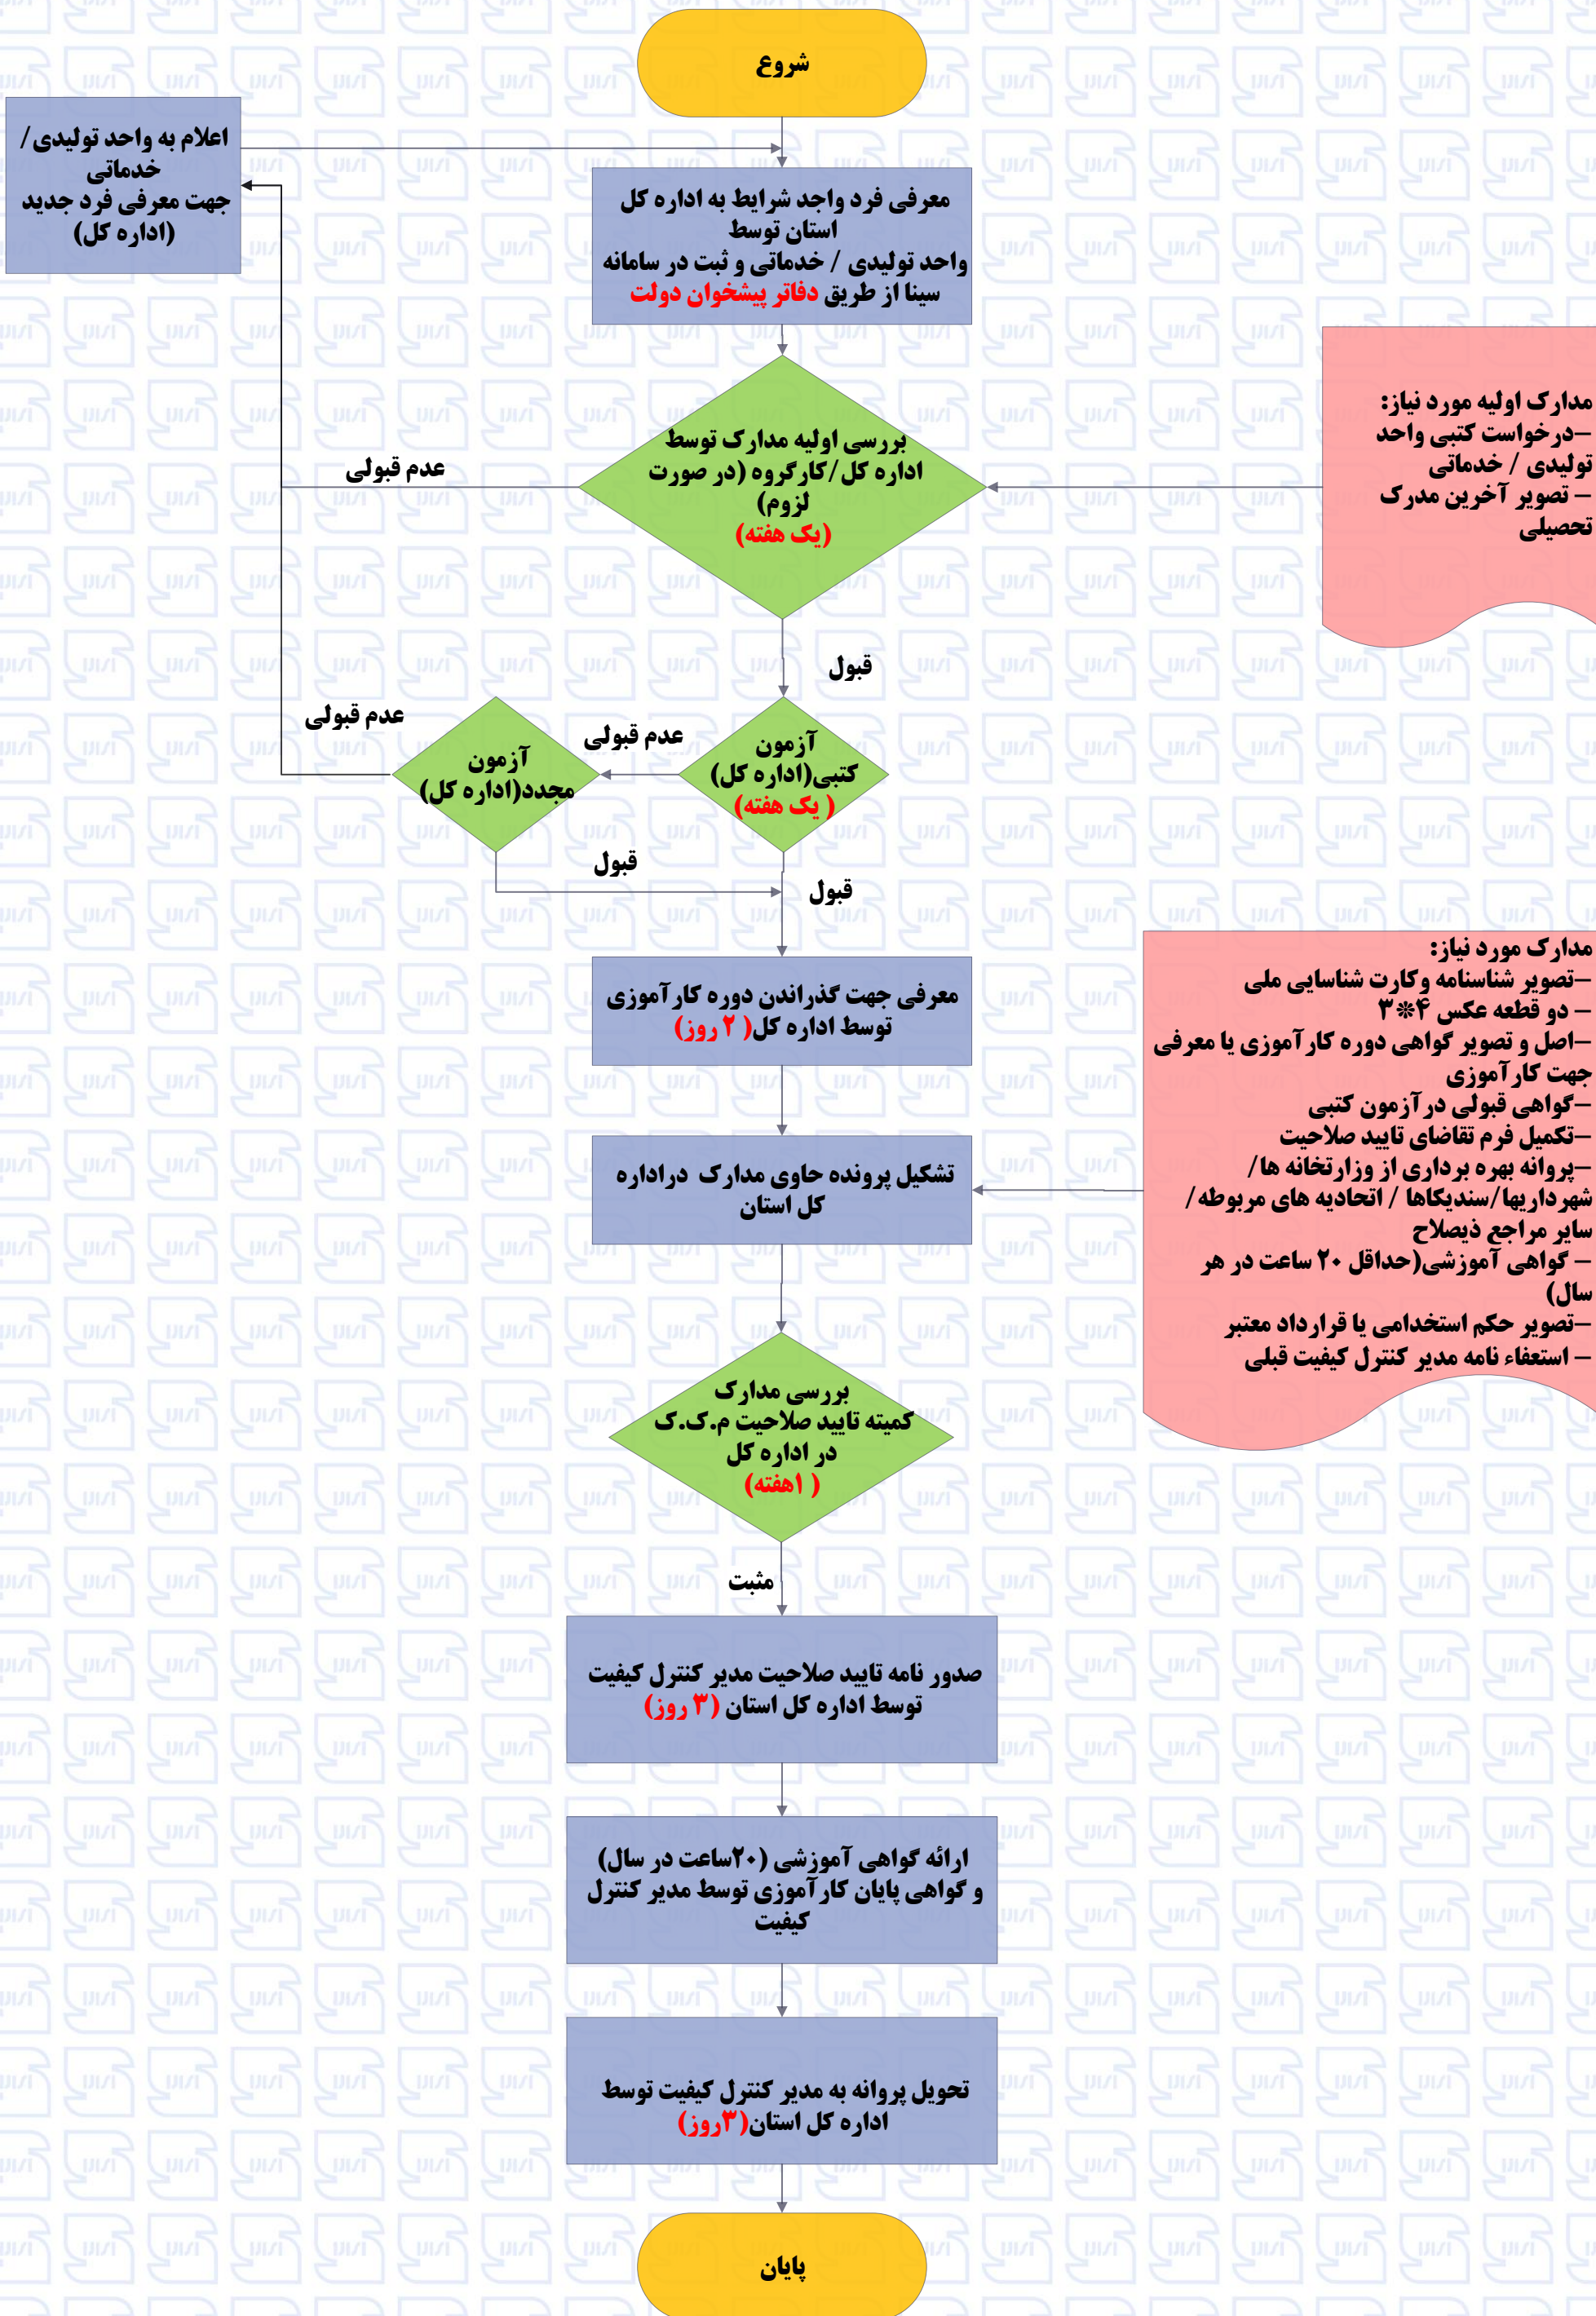 شروع
اعلام به واحد تولیدی/
خدماتی
جهت معرفی فرد جدید
(اداره کل)
معرفی فرد واجد شرایط به اداره کل
استان توسط
واحد تولیدی / خدماتی و ثبت در سامانه
سینا از طریق دفاتر پیشخوان دولت
مدارک اولیه مورد نیاز:
–درخواست کتبی واحد
تولیدی / خدماتی
– تصویر آخرین مدرک
تحصیلی
بررسی اولیه مدارک توسط
اداره کل/کارگروه (در صورت
لزوم)
(یک هفته)
عدم قبولی
قبول
آزمون
کتبی(اداره کل)
( یک هفته)
عدم قبولی
آزمون
مجدد(اداره کل)
عدم قبولی
قبول
قبول
معرفی جهت گذراندن دوره کارآموزی
توسط اداره کل( ۲ روز)
مدارک مورد نیاز:
–تصویر شناسنامه وکارت شناسایی ملی
– دو قطعه عکس ۴*۳
–اصل و تصویر گواهی دوره کارآموزی یا معرفی
جهت کارآموزی
–گواهی قبولی درآزمون کتبی
–تکمیل فرم تقاضای تایید صلاحیت
–پروانه بهره برداری از وزارتخانه ها/
شهرداریها/سندیکاها / اتحادیه های مربوطه/
سایر مراجع ذیصلاح
– گواهی آموزشی(حداقل ۲۰ ساعت در هر
سال)
–تصویر حکم استخدامی یا قرارداد معتبر
– استعفاء نامه مدیر کنترل کیفیت قبلی
تشکیل پرونده حاوی مدارک دراداره
کل استان
بررسی مدارک
کمیته تایید صلاحیت م.ک.ک
در اداره کل
( ۱هفته)
مثبت
صدور نامه تایید صلاحیت مدیر کنترل کیفیت
توسط اداره کل استان (۳ روز)
ارائه گواهی آموزشی (۲۰ساعت در سال)
و گواهی پایان کارآموزی توسط مدیر کنترل
کیفیت
تحویل پروانه به مدیر کنترل کیفیت توسط
اداره کل استان(۳روز)
پایان